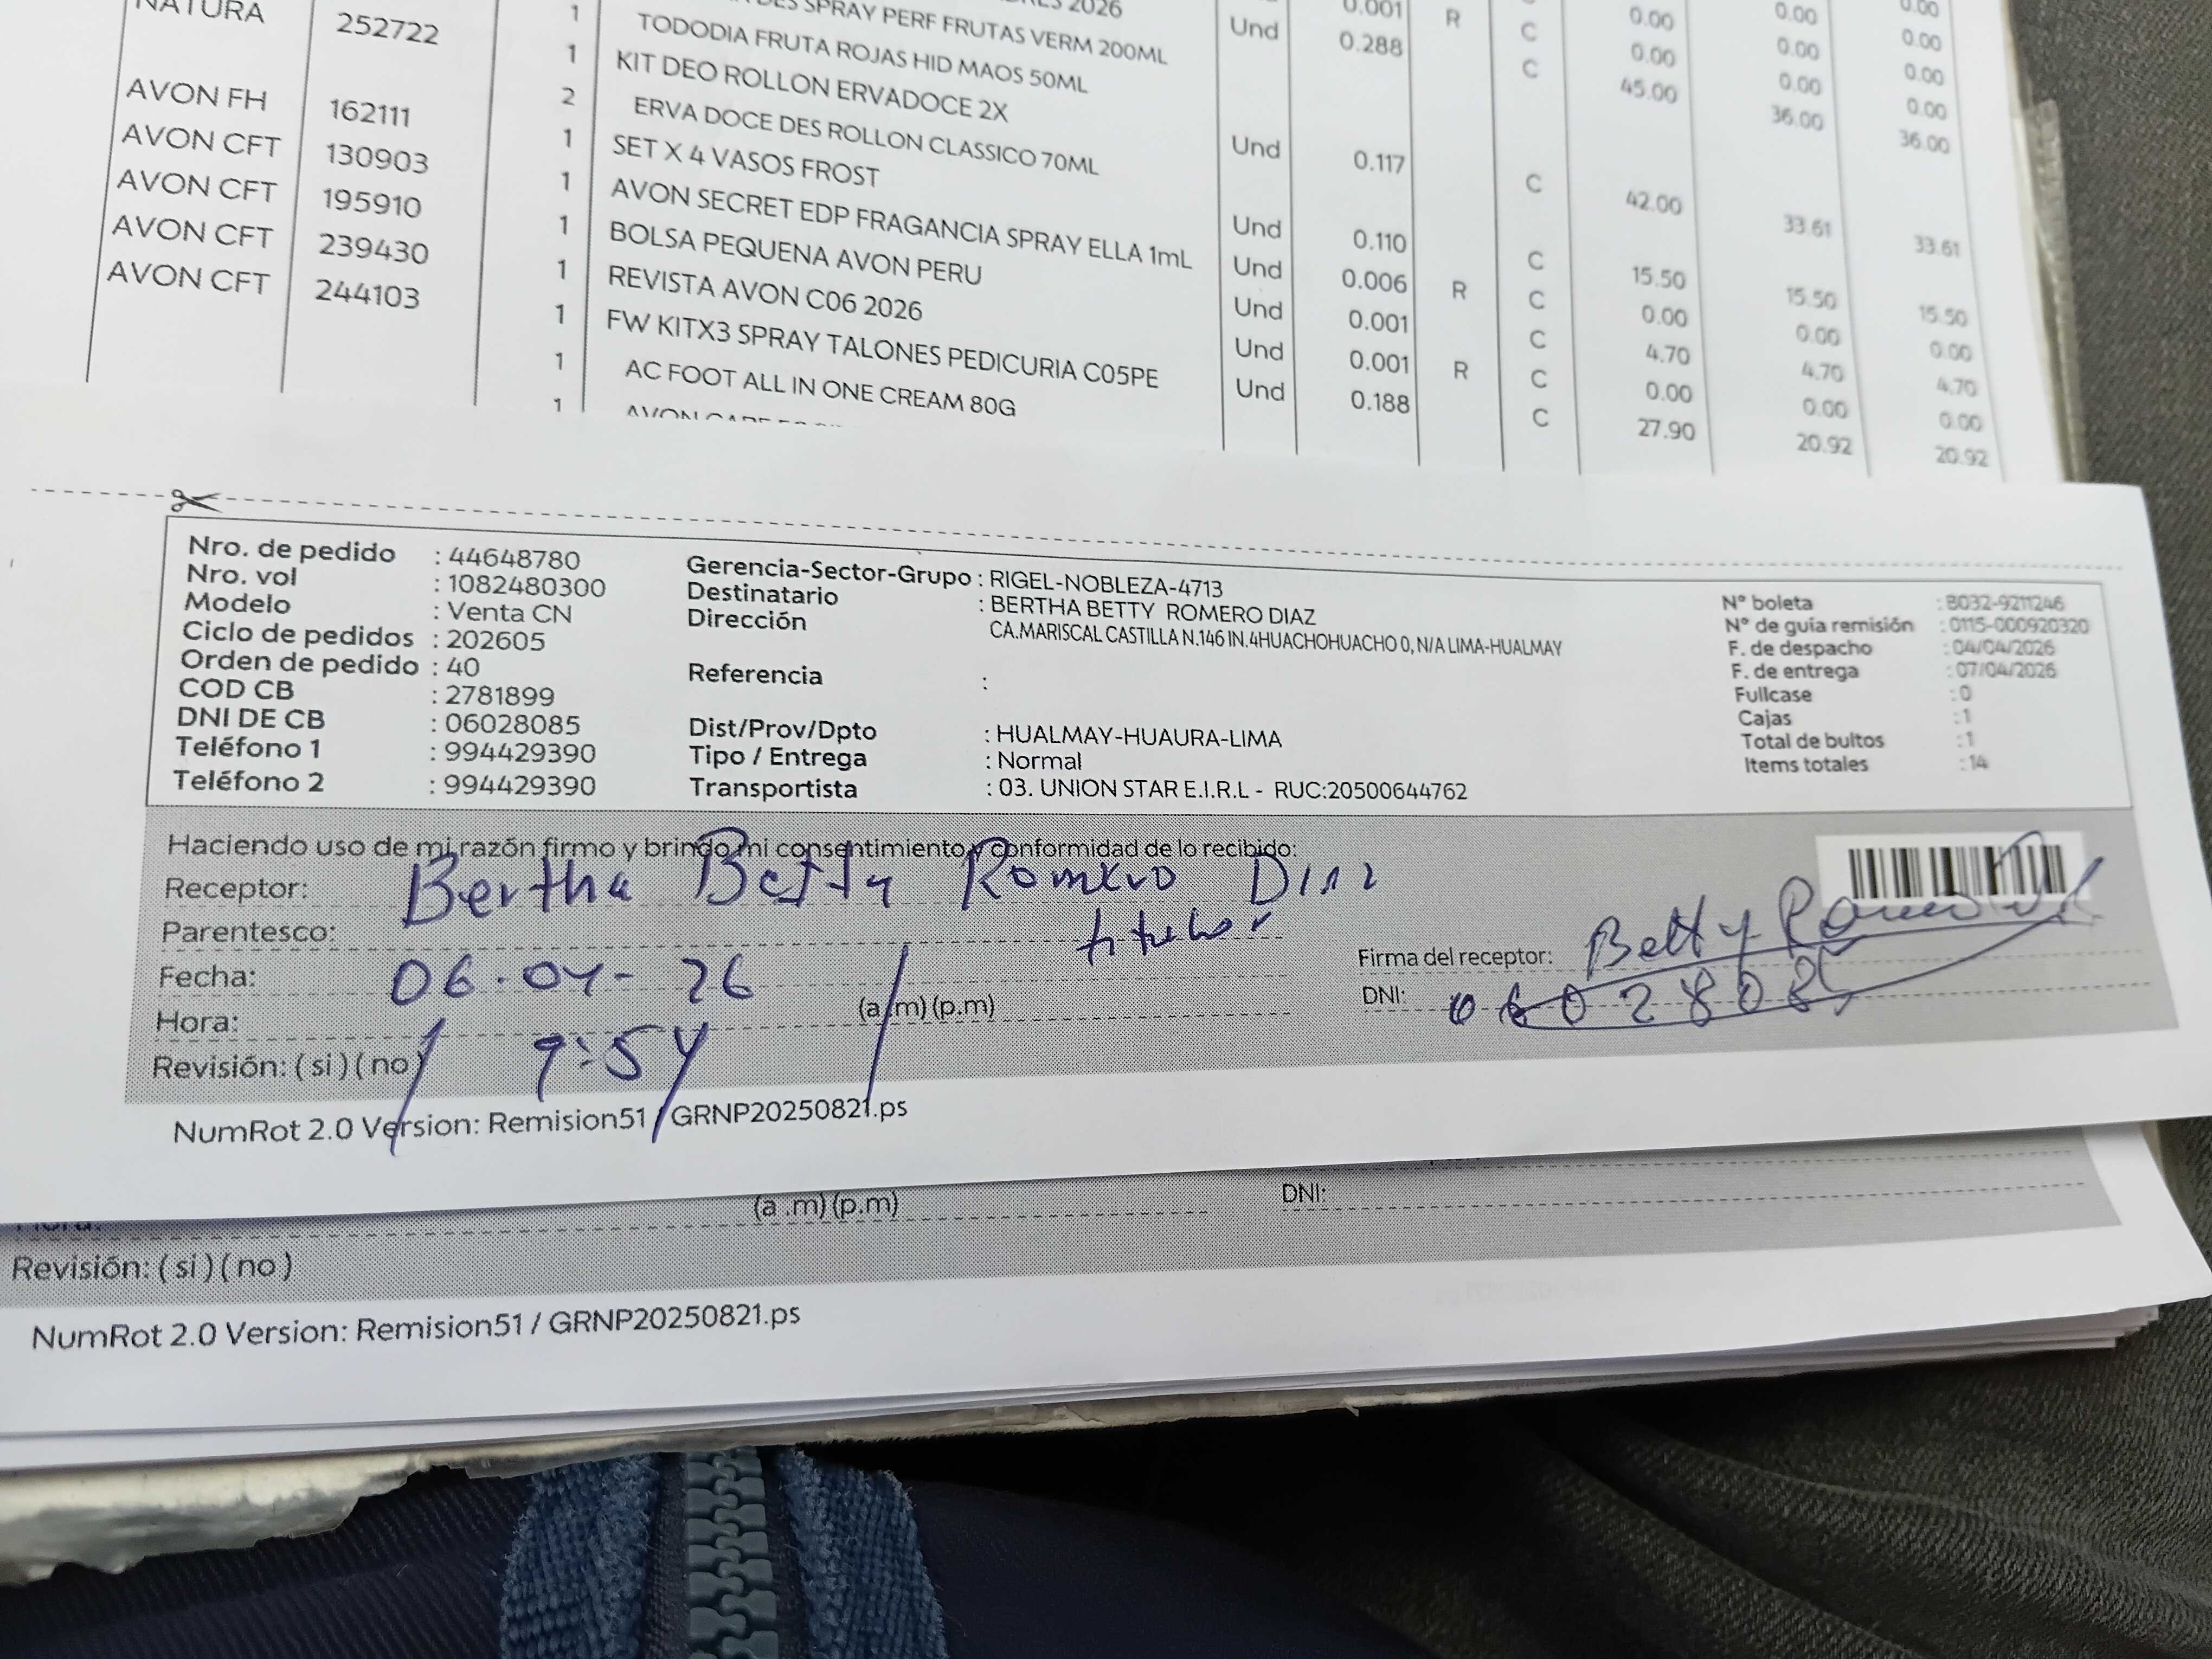 NATURA 252722 1 DES SPRAY PERF FRUTAS VERM 200ML Und 0.288 C 0.00 0.00 0.00
1 TODODIA FRUTA ROJAS HID MAOS 50ML
AVON FH 162111 1 KIT DEO ROLLON ERVADOCE 2X Und 0.117 C 45.00 36.00 36.00
2 ERVA DOCE DES ROLLON CLASSICO 70ML
AVON CFT 130903 1 SET X 4 VASOS FROST Und 0.110 C 42.00 33.61 33.61
AVON CFT 195910 1 AVON SECRET EDP FRAGANCIA SPRAY ELLA 1mL Und 0.006 R C 15.50 15.50 15.50
AVON CFT 239430 1 BOLSA PEQUENA AVON PERU Und 0.001 C 0.00 0.00 0.00
AVON CFT 244103 1 REVISTA AVON C06 2026 Und 0.001 R C 4.70 4.70 4.70
1 FW KITX3 SPRAY TALONES PEDICURIA C05PE Und 0.188 C 0.00 0.00 0.00
1 AC FOOT ALL IN ONE CREAM 80G 27.90 20.92 20.92
1 AVON CARE
Nro. de pedido : 44648780
Nro. vol : 1082480300
Modelo : Venta CN
Ciclo de pedidos : 202605
Orden de pedido : 40
COD CB : 2781899
DNI DE CB : 06028085
Teléfono 1 : 994429390
Teléfono 2 : 994429390
Gerencia-Sector-Grupo : RIGEL-NOBLEZA-4713
Destinatario : BERTHA BETTY ROMERO DIAZ
Dirección CA.MARISCAL CASTILLA N.146 IN.4HUACHOHUACHO 0, N/A LIMA-HUALMAY
Referencia :
Dist/Prov/Dpto : HUALMAY-HUAURA-LIMA
Tipo / Entrega : Normal
Transportista : 03. UNION STAR E.I.R.L - RUC:20500644762
N° boleta : B032-9211246
N° de guía remisión : 0115-000920320
F. de despacho : 04/04/2026
F. de entrega : 07/04/2026
Fullcase : 0
Cajas : 1
Total de bultos : 1
Items totales : 14
Haciendo uso de mi razón firmo y brindo mi consentimiento y conformidad de lo recibido:
Receptor: Bertha Betty Romero Diaz
Parentesco: titular
Fecha: 06-04-26
Hora: 9:54 (a.m) (p.m)
Revisión: ( si ) ( no )
Firma del receptor: Betty Romero
DNI: 06028085
NumRot 2.0 Version: Remision51 / GRNP20250821.ps
Hora: (a .m) (p.m)
DNI:
Revisión: ( si ) ( no )
NumRot 2.0 Version: Remision51 / GRNP20250821.ps